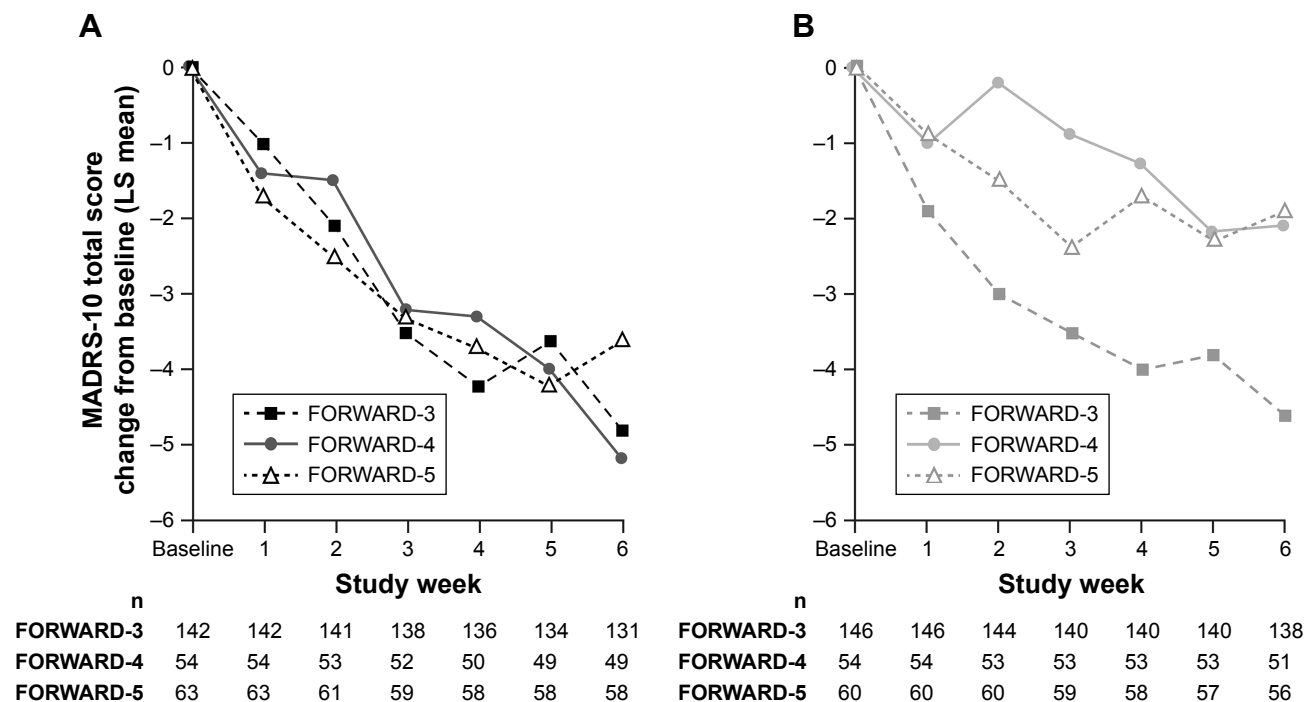 A
MADRS-10 total score
change from baseline (LS mean)
0
–1
–2
–3
–4
–5
–6
FORWARD-3
FORWARD-4
FORWARD-5
Baseline 1 2 3 4 5 6
Study week
n
FORWARD-3 142 142 141 138 136 134 131
FORWARD-4 54 54 53 52 50 49 49
FORWARD-5 63 63 61 59 58 58 58
B
0
–1
–2
–3
–4
–5
–6
FORWARD-3
FORWARD-4
FORWARD-5
Baseline 1 2 3 4 5 6
Study week
n
FORWARD-3 146 146 144 140 140 140 138
FORWARD-4 54 54 53 53 53 53 51
FORWARD-5 60 60 60 59 58 57 56